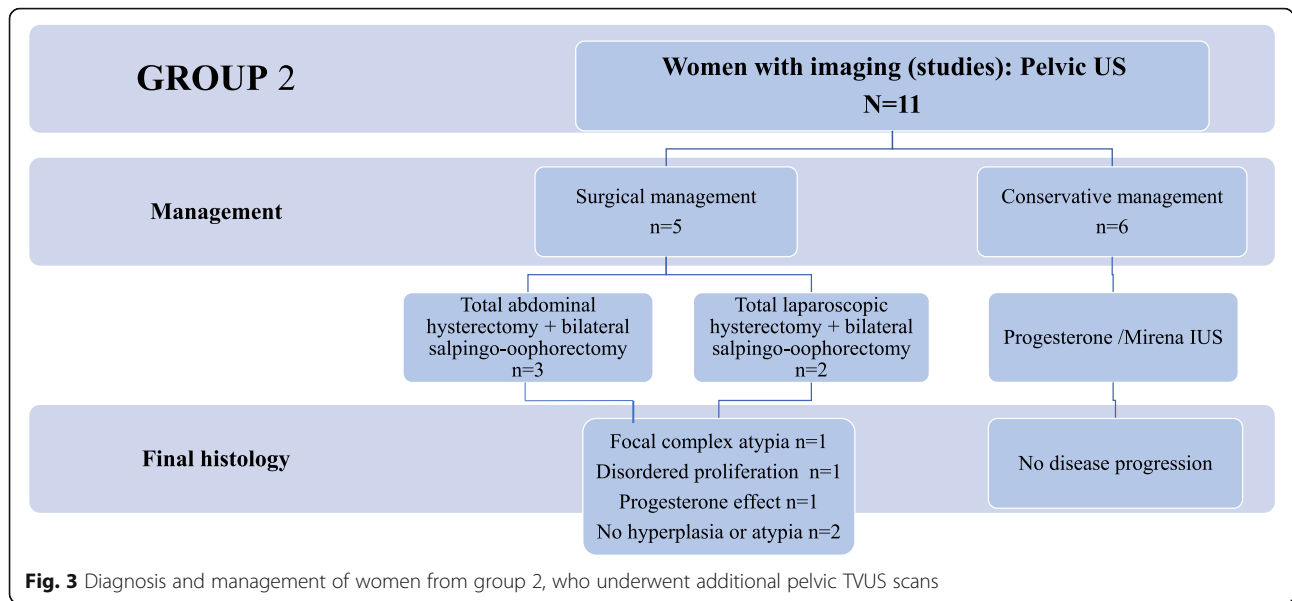 GROUP 2
Women with imaging (studies): Pelvic US
N=11
Management
Surgical management
n=5
Conservative management
n=6
Total abdominal
hysterectomy + bilateral
salpingo-oophorectomy
n=3
Total laparoscopic
hysterectomy + bilateral
salpingo-oophorectomy
n=2
Progesterone /Mirena IUS
Final histology
Focal complex atypia n=1
Disordered proliferation n=1
Progesterone effect n=1
No hyperplasia or atypia n=2
No disease progression
Fig. 3 Diagnosis and management of women from group 2, who underwent additional pelvic TVUS scans